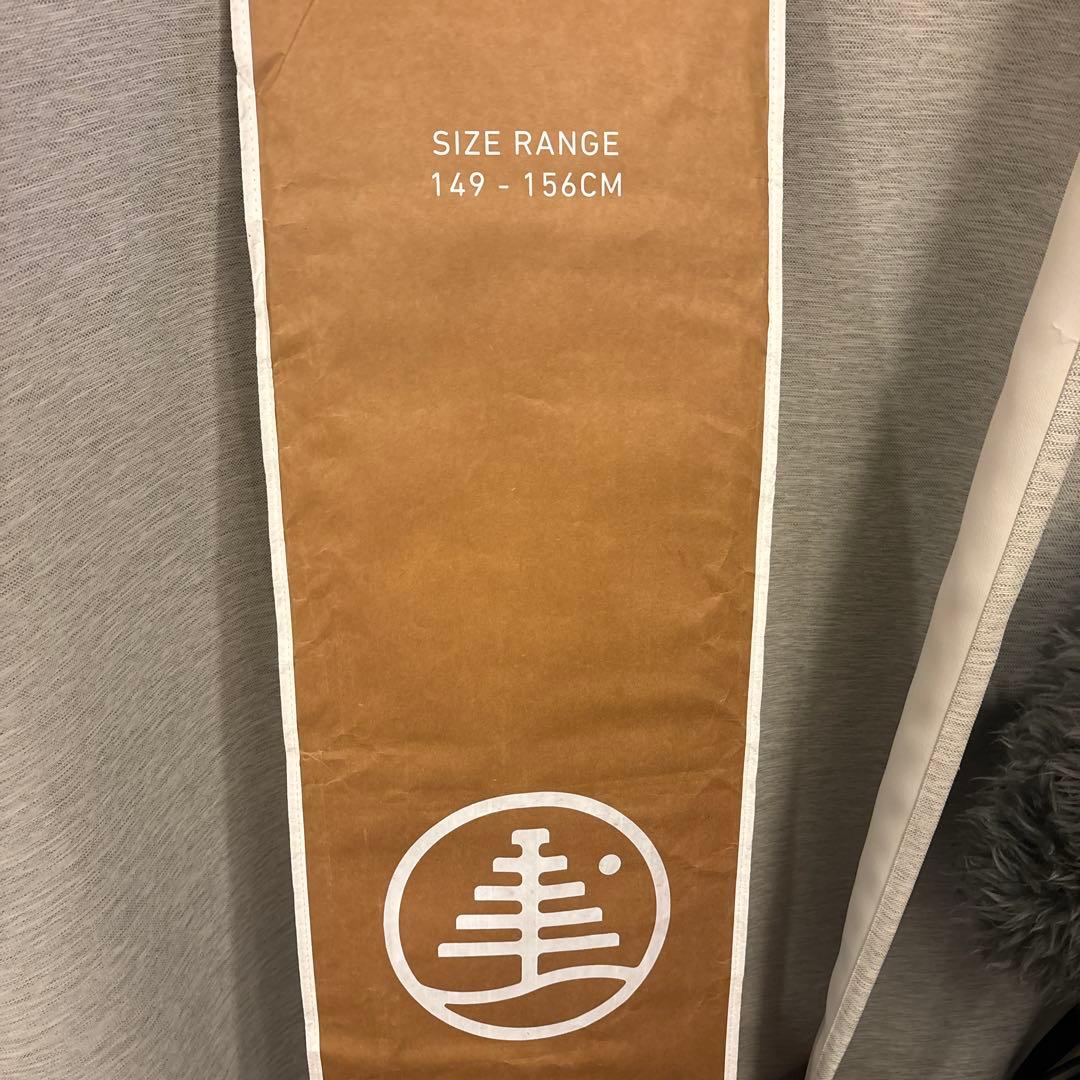 SIZE RANGE
149 - 156CM